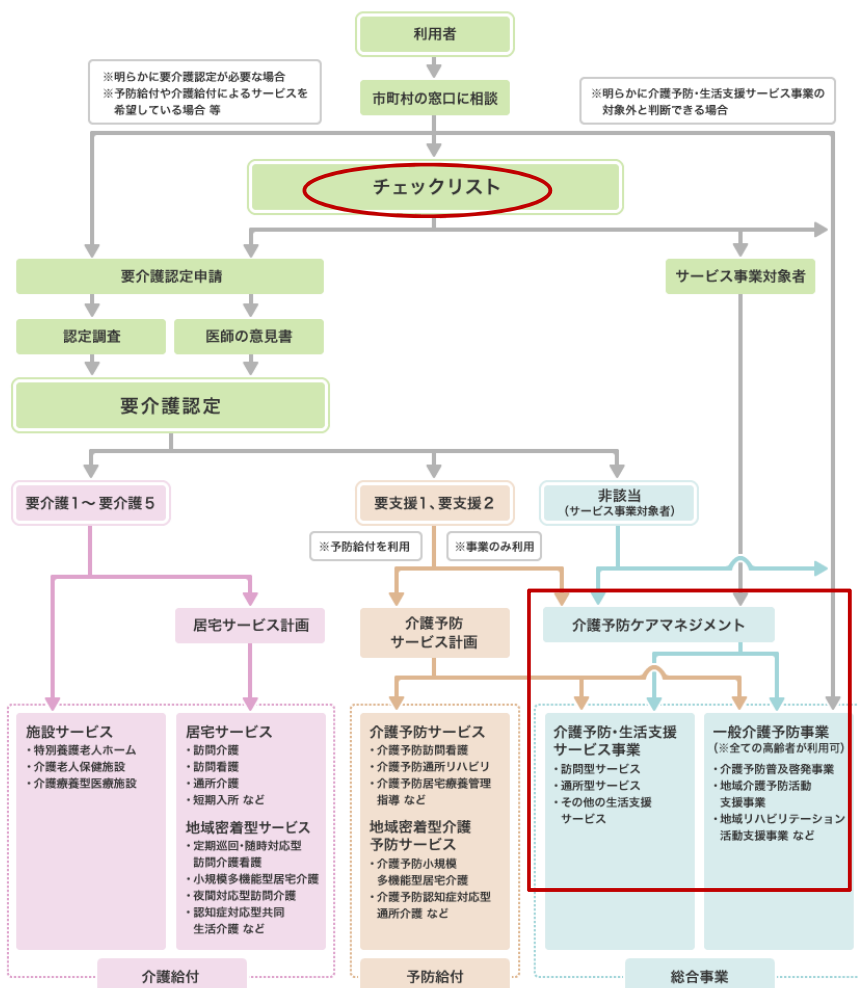 利用者
※明らかに要介護認定が必要な場合
※予防給付や介護給付によるサービスを
希望している場合 等
市町村の窓口に相談
※明らかに介護予防・生活支援サービス事業の
対象外と判断できる場合
チェックリスト
要介護認定申請
サービス事業対象者
認定調査
医師の意見書
要介護認定
要介護1〜要介護5
要支援1、要支援2
非該当
(サービス事業対象者)
※予防給付を利用
※事業のみ利用
居宅サービス計画
介護予防
サービス計画
介護予防ケアマネジメント
施設サービス
・特別養護老人ホーム
・介護老人保健施設
・介護療養型医療施設
居宅サービス
・訪問介護
・訪問看護
・通所介護
・短期入所 など
地域密着型サービス
・定期巡回・随時対応型
訪問介護看護
・小規模多機能型居宅介護
・夜間対応型訪問介護
・認知症対応型共同
生活介護 など
介護予防サービス
・介護予防訪問看護
・介護予防通所リハビリ
・介護予防居宅療養管理
指導 など
地域密着型介護
予防サービス
・介護予防小規模
多機能型居宅介護
・介護予防認知症対応型
通所介護 など
介護予防・生活支援
サービス事業
・訪問型サービス
・通所型サービス
・その他の生活支援
サービス
一般介護予防事業
(※全ての高齢者が利用可)
・介護予防普及啓発事業
・地域介護予防活動
支援事業
・地域リハビリテーション
活動支援事業 など
介護給付
予防給付
総合事業